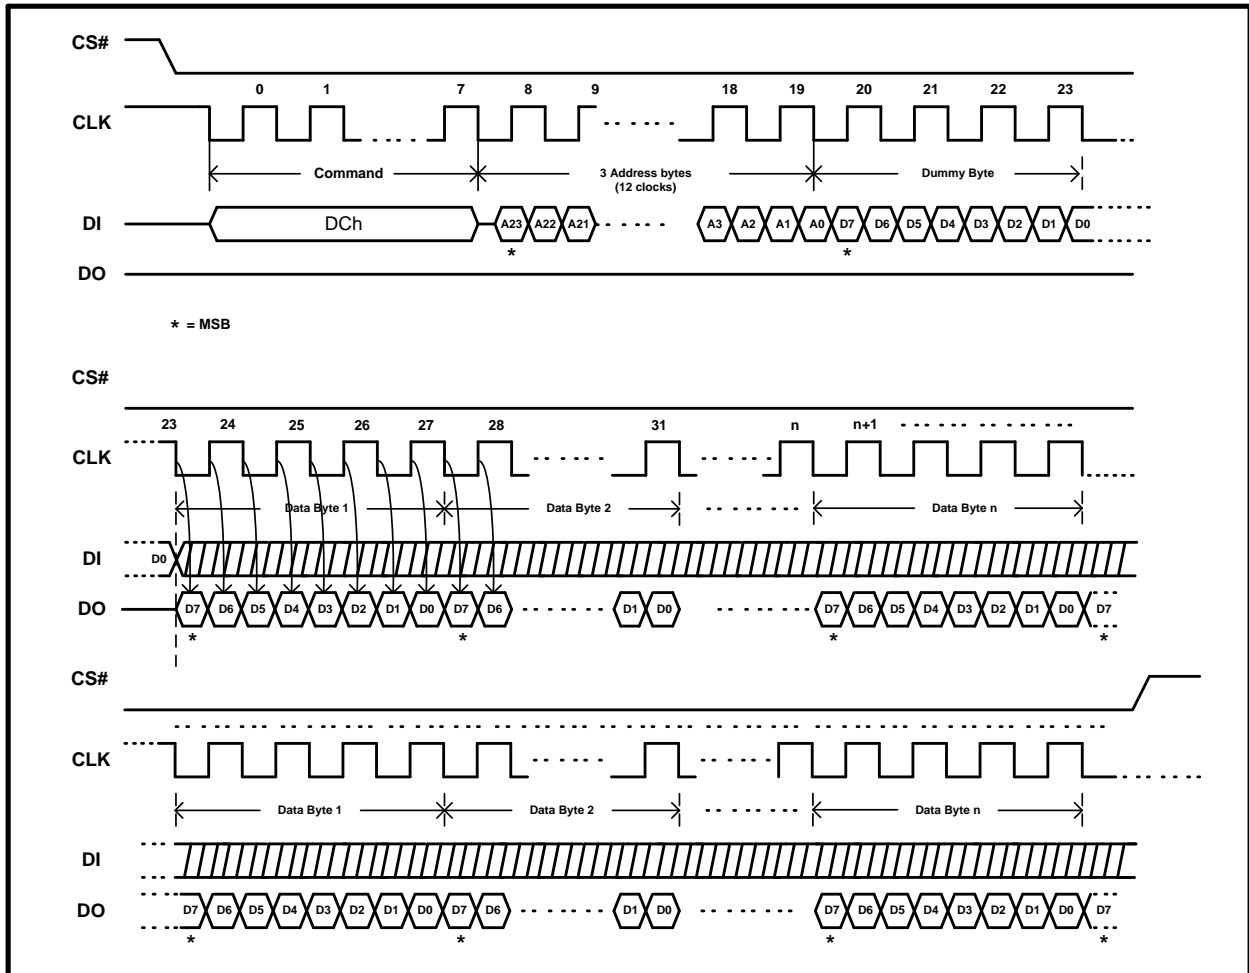 CS#
0 1 7 8 9 18 19 20 21 22 23
CLK
Command 3 Address bytes Dummy Byte
(12 clocks)
DI DCh A23 A22 A21 A3 A2 A1 A0 D7 D6 D5 D4 D3 D2 D1 D0
* *
DO
* = MSB
CS#
23 24 25 26 27 28 31 n n+1
CLK
Data Byte 1 Data Byte 2 Data Byte n
DI D0
DO D7 D6 D5 D4 D3 D2 D1 D0 D7 D6 D1 D0 D7 D6 D5 D4 D3 D2 D1 D0 D7
* * * *
CS#
CLK
Data Byte 1 Data Byte 2 Data Byte n
DI
DO D7 D6 D5 D4 D3 D2 D1 D0 D7 D6 D1 D0 D7 D6 D5 D4 D3 D2 D1 D0 D7
* * * *